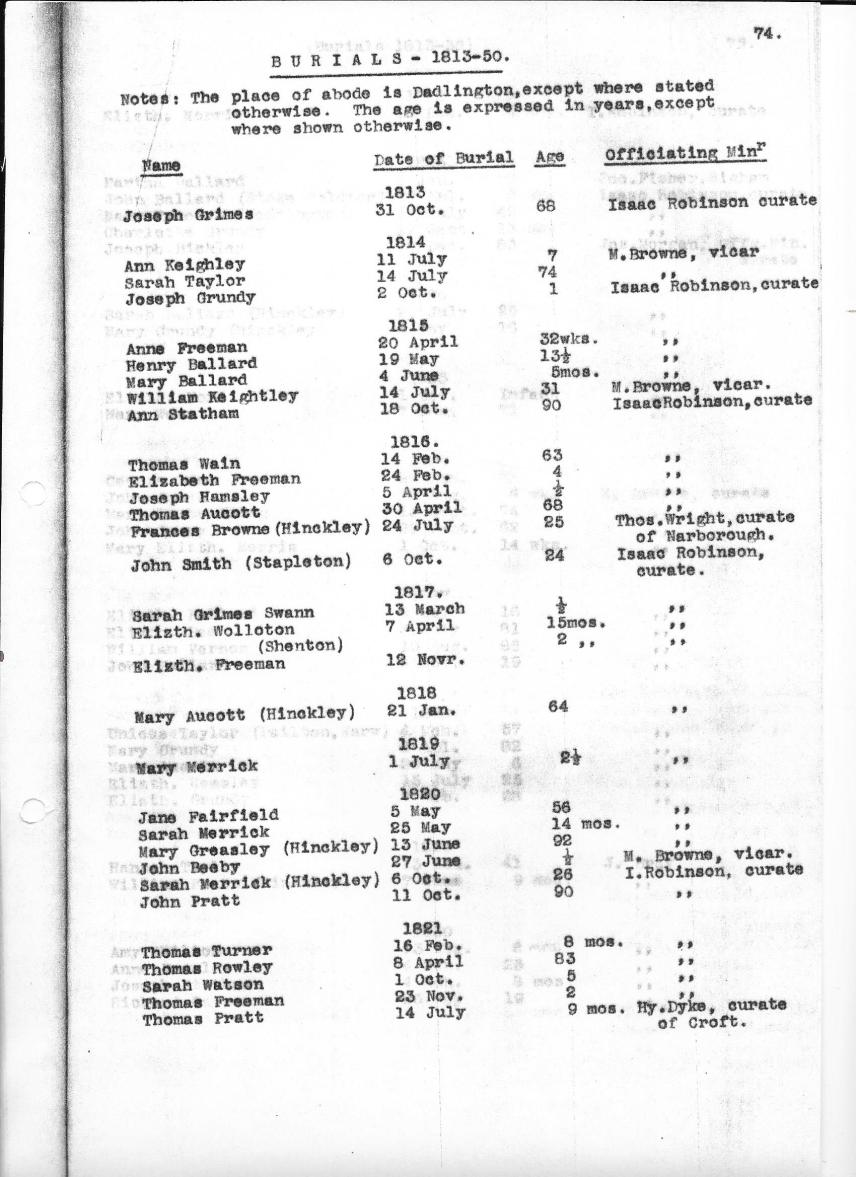 74.
BURIALS - 1813-50.
Notes: The place of abode is Dadlington,except where stated
otherwise. The age is expressed in years,except
where shown otherwise.
Name Date of Burial Age Officiating Minr
1813
Joseph Grimes 31 Oct. 68 Isaac Robinson curate
1814
Ann Keighley 11 July 7 M.Browne, vicar
Sarah Taylor 14 July 74 ,,
Joseph Grundy 2 Oct. 1 Isaac Robinson,curate
1815
Anne Freeman 20 April 32wks. ,,
Henry Ballard 19 May 13½ ,,
Mary Ballard 4 June 5mos. ,,
William Keightley 14 July 31 M.Browne, vicar.
Ann Statham 18 Oct. 90 IsaacRobinson,curate
1816.
Thomas Wain 14 Feb. 63 ,,
Elizabeth Freeman 24 Feb. 4 ,,
Joseph Hamsley 5 April ½ ,,
Thomas Aucott 30 April 68 ,,
Frances Browne(Hinckley) 24 July 25 Thos.Wright,curate
of Narborough.
John Smith (Stapleton) 6 Oct. 24 Isaac Robinson,
curate.
1817.
Sarah Grimes Swann 13 March ½ ,,
Elizth. Wolloton 7 April 15mos. ,,
(Shenton) 2 ,, ,,
Elizth. Freeman 12 Novr.
1818
Mary Aucott (Hinckley) 21 Jan. 64 ,,
1819
Mary Merrick 1 July 2½ ,,
1820
Jane Fairfield 5 May 56 ,,
Sarah Merrick 25 May 14 mos. ,,
Mary Greasley (Hinckley) 13 June 92 ,,
John Beeby 27 June ½ M. Browne, vicar.
Sarah Merrick (Hinckley) 6 Oct. 26 I.Robinson, curate
John Pratt 11 Oct. 90 ,,
1821
Thomas Turner 16 Feb. 8 mos. ,,
Thomas Rowley 8 April 83 ,,
Sarah Watson 1 Oct. 5 ,,
Thomas Freeman 23 Nov. 2 ,,
Thomas Pratt 14 July 9 mos. Hy.Dyke, curate
of Croft.